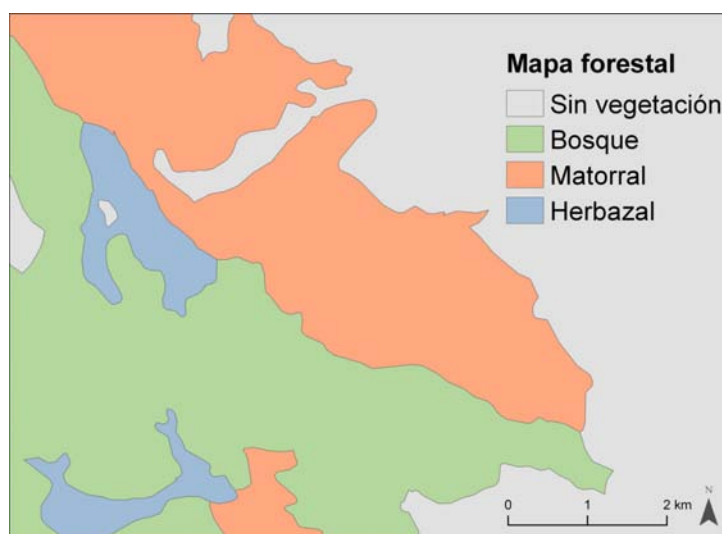 Mapa forestal
Sin vegetación
Bosque
Matorral
Herbazal
N
0 1 2 km